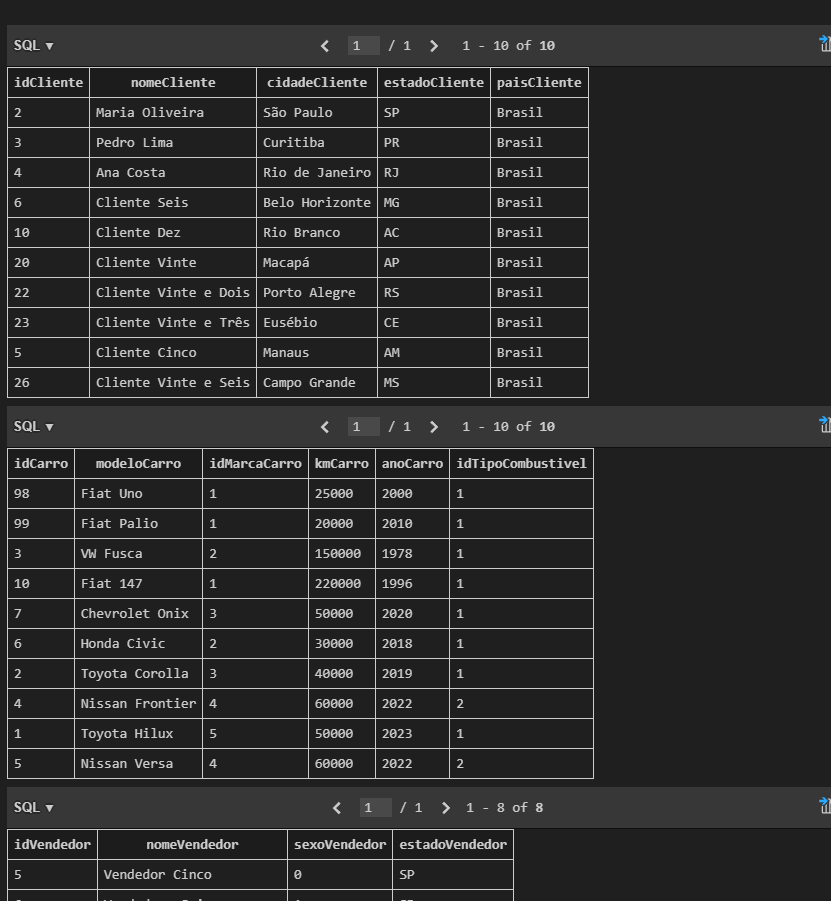 SQL ▼ 1 / 1 1 - 10 of 10
idCliente nomeCliente cidadeCliente estadoCliente paisCliente
2 Maria Oliveira São Paulo SP Brasil
3 Pedro Lima Curitiba PR Brasil
4 Ana Costa Rio de Janeiro RJ Brasil
6 Cliente Seis Belo Horizonte MG Brasil
10 Cliente Dez Rio Branco AC Brasil
20 Cliente Vinte Macapá AP Brasil
22 Cliente Vinte e Dois Porto Alegre RS Brasil
23 Cliente Vinte e Três Eusébio CE Brasil
5 Cliente Cinco Manaus AM Brasil
26 Cliente Vinte e Seis Campo Grande MS Brasil
SQL ▼ 1 / 1 1 - 10 of 10
idCarro modeloCarro idMarcaCarro kmCarro anoCarro idTipoCombustivel
98 Fiat Uno 1 25000 2000 1
99 Fiat Palio 1 20000 2010 1
3 VW Fusca 2 150000 1978 1
10 Fiat 147 1 220000 1996 1
7 Chevrolet Onix 3 50000 2020 1
6 Honda Civic 2 30000 2018 1
2 Toyota Corolla 3 40000 2019 1
4 Nissan Frontier 4 60000 2022 2
1 Toyota Hilux 5 50000 2023 1
5 Nissan Versa 4 60000 2022 2
SQL ▼ 1 / 1 1 - 8 of 8
idVendedor nomeVendedor sexoVendedor estadoVendedor
5 Vendedor Cinco 0 SP